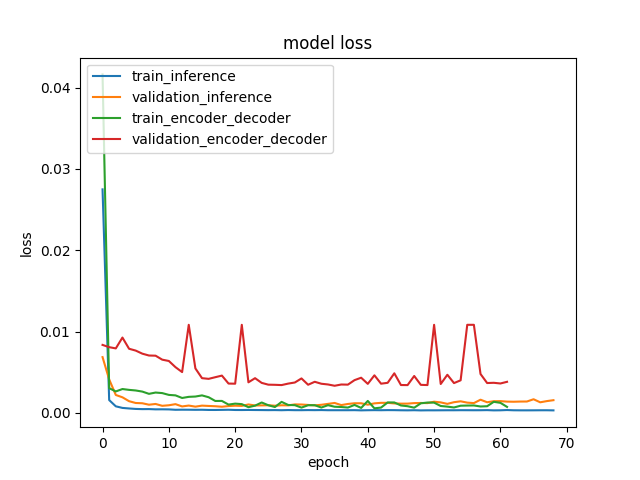 model loss
train_inference
validation_inference
train_encoder_decoder
validation_encoder_decoder
loss
0.04
0.03
0.02
0.01
0.00
0 10 20 30 40 50 60 70
epoch